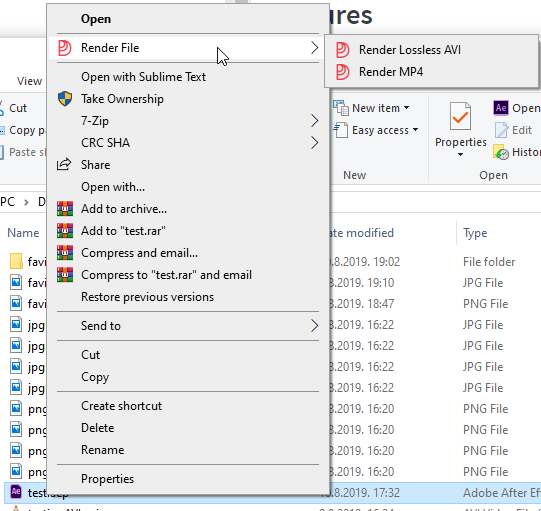 ures
Open
Render File
Render Lossless AVI
Render MP4
Open with Sublime Text
Take Ownership
7-Zip
CRC SHA
Share
Open with...
Add to archive...
Add to "test.rar"
Compress and email...
Compress to "test.rar" and email
Restore previous versions
Send to
Cut
Copy
Create shortcut
Delete
Rename
Properties
Cut
Copy pa
Paste sh
New item
Easy access
New
Properties
Open
Edit
Histor
Open
PC
D
Name
ate modified
Type
favi
.8.2019. 19:02
File folder
favi
.8.2019. 19:10
JPG File
favi
.8.2019. 18:47
PNG File
jpg
.8.2019. 16:22
JPG File
jpg
.8.2019. 16:22
JPG File
jpg
.8.2019. 16:22
JPG File
jpg
.8.2019. 16:22
JPG File
png
.8.2019. 16:20
PNG File
png
.8.2019. 16:20
PNG File
png
.8.2019. 16:20
PNG File
png
.8.2019. 16:20
PNG File
test.aep
.8.2019. 17:32
Adobe After Eff